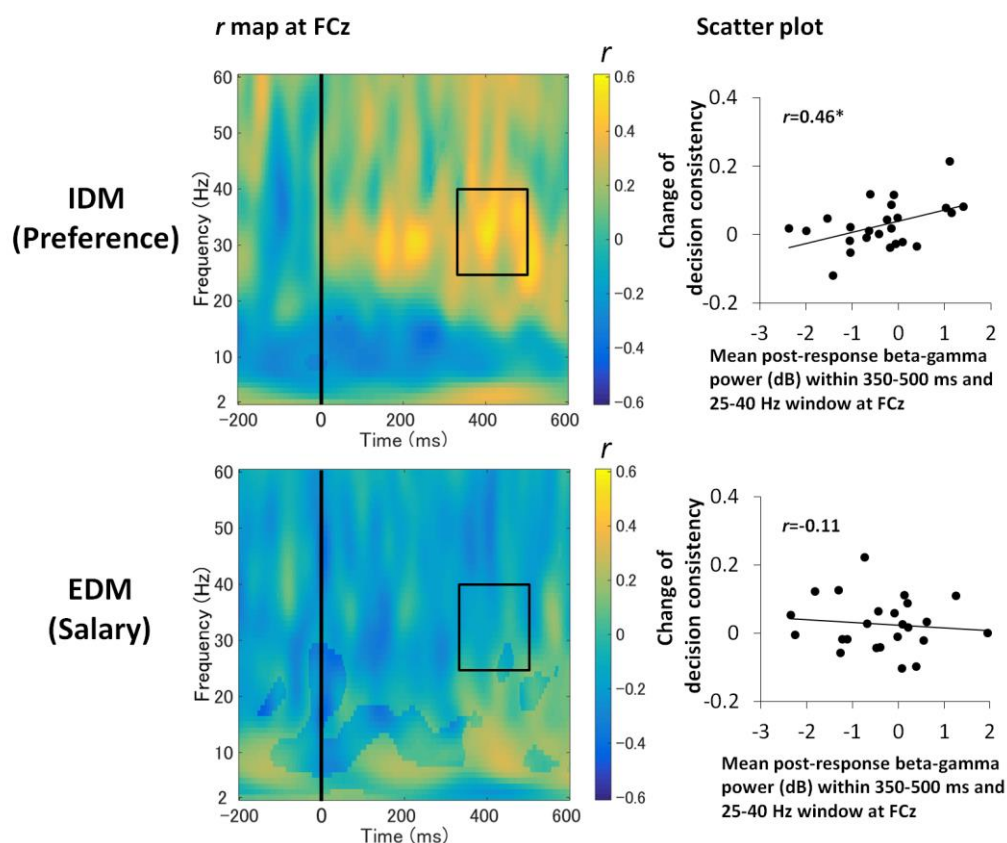 r map at FCz
Scatter plot
IDM
(Preference)
r
60
50
40
30
20
10
2
Frequency (Hz)
-200
0
200
400
600
Time (ms)
0.6
0.4
0.2
0
−0.2
−0.4
−0.6
Change of
decision consistency
r=0.46*
0.4
0.2
0
-0.2
-3
-2
-1
0
1
2
Mean post-response beta-gamma
power (dB) within 350-500 ms and
25-40 Hz window at FCz
EDM
(Salary)
r
60
50
40
30
20
10
2
Frequency (Hz)
-200
0
200
400
600
Time (ms)
0.6
0.4
0.2
0
−0.2
−0.4
−0.6
Change of
decision consistency
r=-0.11
0.4
0.2
0
-0.2
-3
-2
-1
0
1
2
Mean post-response beta-gamma
power (dB) within 350-500 ms and
25-40 Hz window at FCz